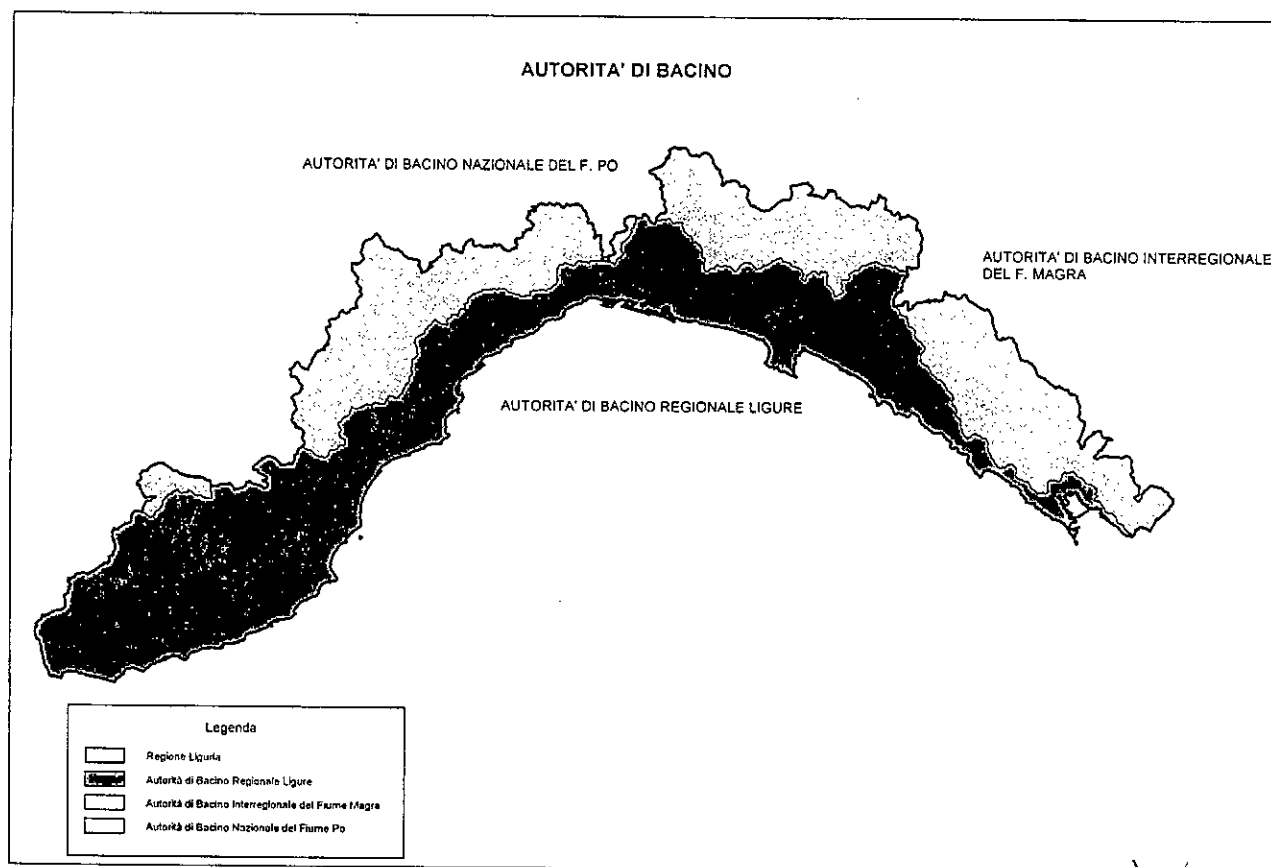 AUTORITA' DI BACINO
AUTORITA' DI BACINO NAZIONALE DEL F. PO
AUTORITA' DI BACINO INTERREGIONALE
DEL F. MAGRA
AUTORITA' DI BACINO REGIONALE LIGURE
Legenda
Regione Liguria
Autorità di Bacino Regionale Ligure
Autorità di Bacino Interregionale del Fiume Magra
Autorità di Bacino Nazionale del Fiume Po